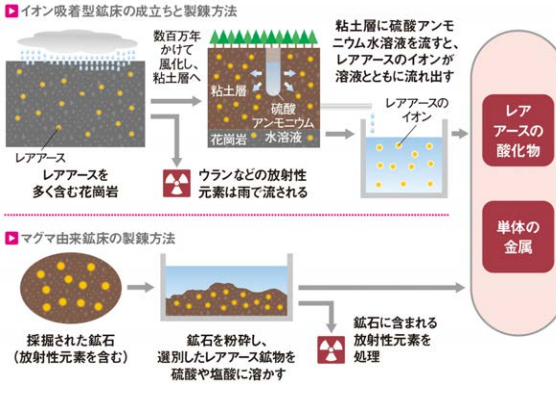 イオン吸着型鉱床の成立ちと製錬方法
数百万年
かけて
風化し、
粘土層へ
粘土層に硫酸アンモ
ニウム水溶液を流すと、
レアアースのイオンが
溶液とともに流れ出す
粘土層
硫酸
アンモニウム
水溶液
花崗岩
レアアースの
イオン
レアアース
レアアースを
多く含む花崗岩
ウランなどの放射性
元素は雨で流される
レア
アースの
酸化物
単体の
金属
マグマ由来鉱床の製錬方法
採掘された鉱石
(放射性元素を含む)
鉱石を粉砕し、
選別したレアアース鉱物を
硫酸や塩酸に溶かす
鉱石に含まれる
放射性元素を
処理